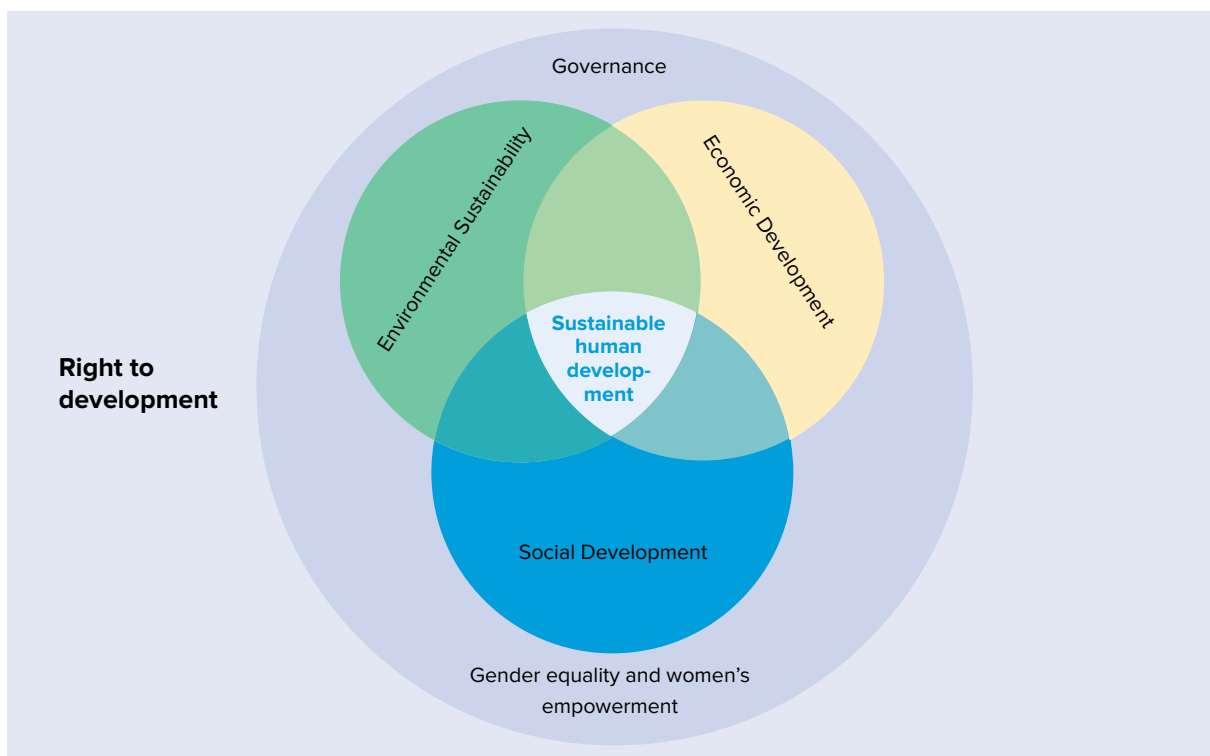 Governance
Environmental Sustainability
Economic Development
Sustainable
human
develop-
ment
Right to
development
Social Development
Gender equality and women’s
empowerment